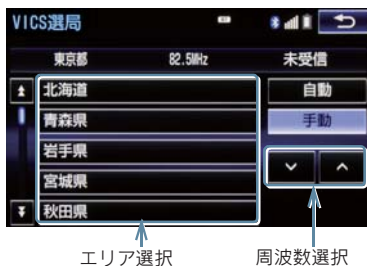 VICS選局
東京都 82.5MHz 未受信
北海道 自動
青森県 手動
岩手県
宮城県
秋田県
エリア選択 周波数選択